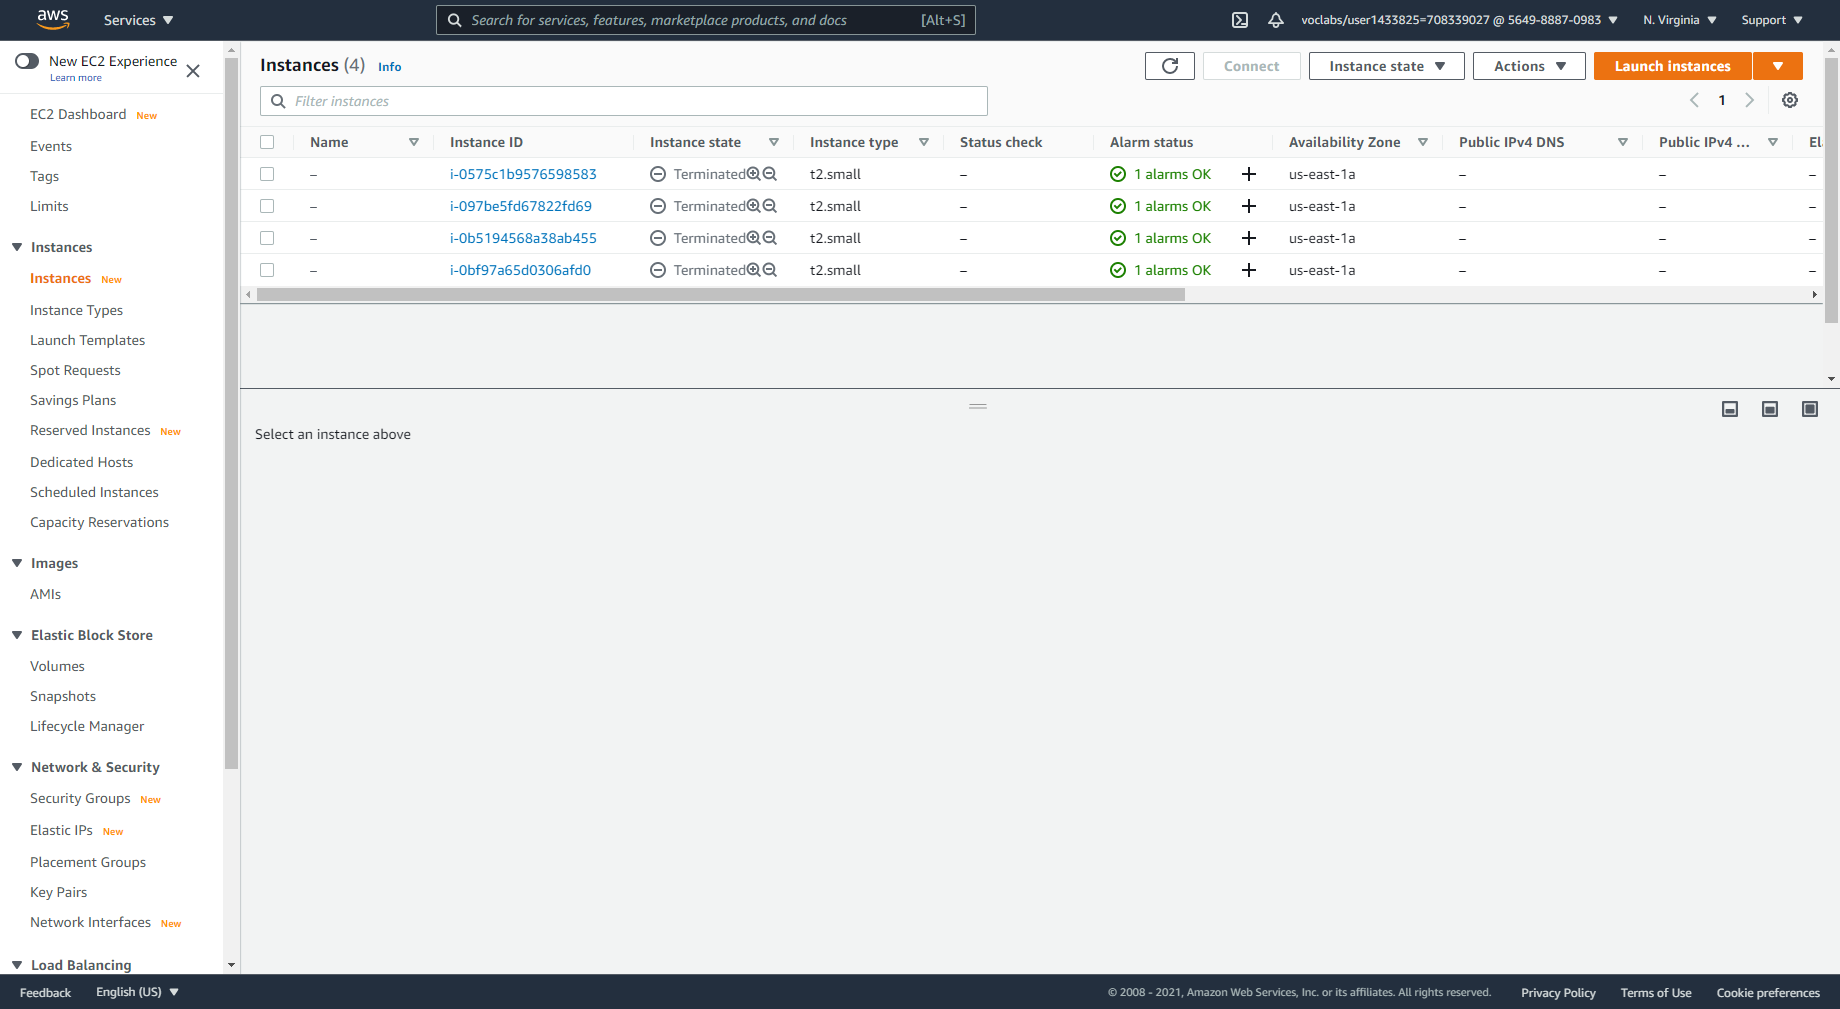 aws Services Search for services, features, marketplace products, and docs [Alt+S] voclabs/user1433825=708339027 @ 5649-8887-0983 N. Virginia Support
New EC2 Experience
Learn more
EC2 Dashboard New
Events
Tags
Limits
Instances
Instances New
Instance Types
Launch Templates
Spot Requests
Savings Plans
Reserved Instances New
Dedicated Hosts
Scheduled Instances
Capacity Reservations
Images
AMIs
Elastic Block Store
Volumes
Snapshots
Lifecycle Manager
Network & Security
Security Groups New
Elastic IPs New
Placement Groups
Key Pairs
Network Interfaces New
Load Balancing
Instances (4) Info Connect Instance state Actions Launch instances
Filter instances 1
Name Instance ID Instance state Instance type Status check Alarm status Availability Zone Public IPv4 DNS Public IPv4 ... El
– i-0575c1b9576598583 Terminated t2.small – 1 alarms OK + us-east-1a – – –
– i-097be5fd67822fd69 Terminated t2.small – 1 alarms OK + us-east-1a – – –
– i-0b5194568a38ab455 Terminated t2.small – 1 alarms OK + us-east-1a – – –
– i-0bf97a65d0306afd0 Terminated t2.small – 1 alarms OK + us-east-1a – – –
Select an instance above
Feedback English (US) © 2008 - 2021, Amazon Web Services, Inc. or its affiliates. All rights reserved. Privacy Policy Terms of Use Cookie preferences